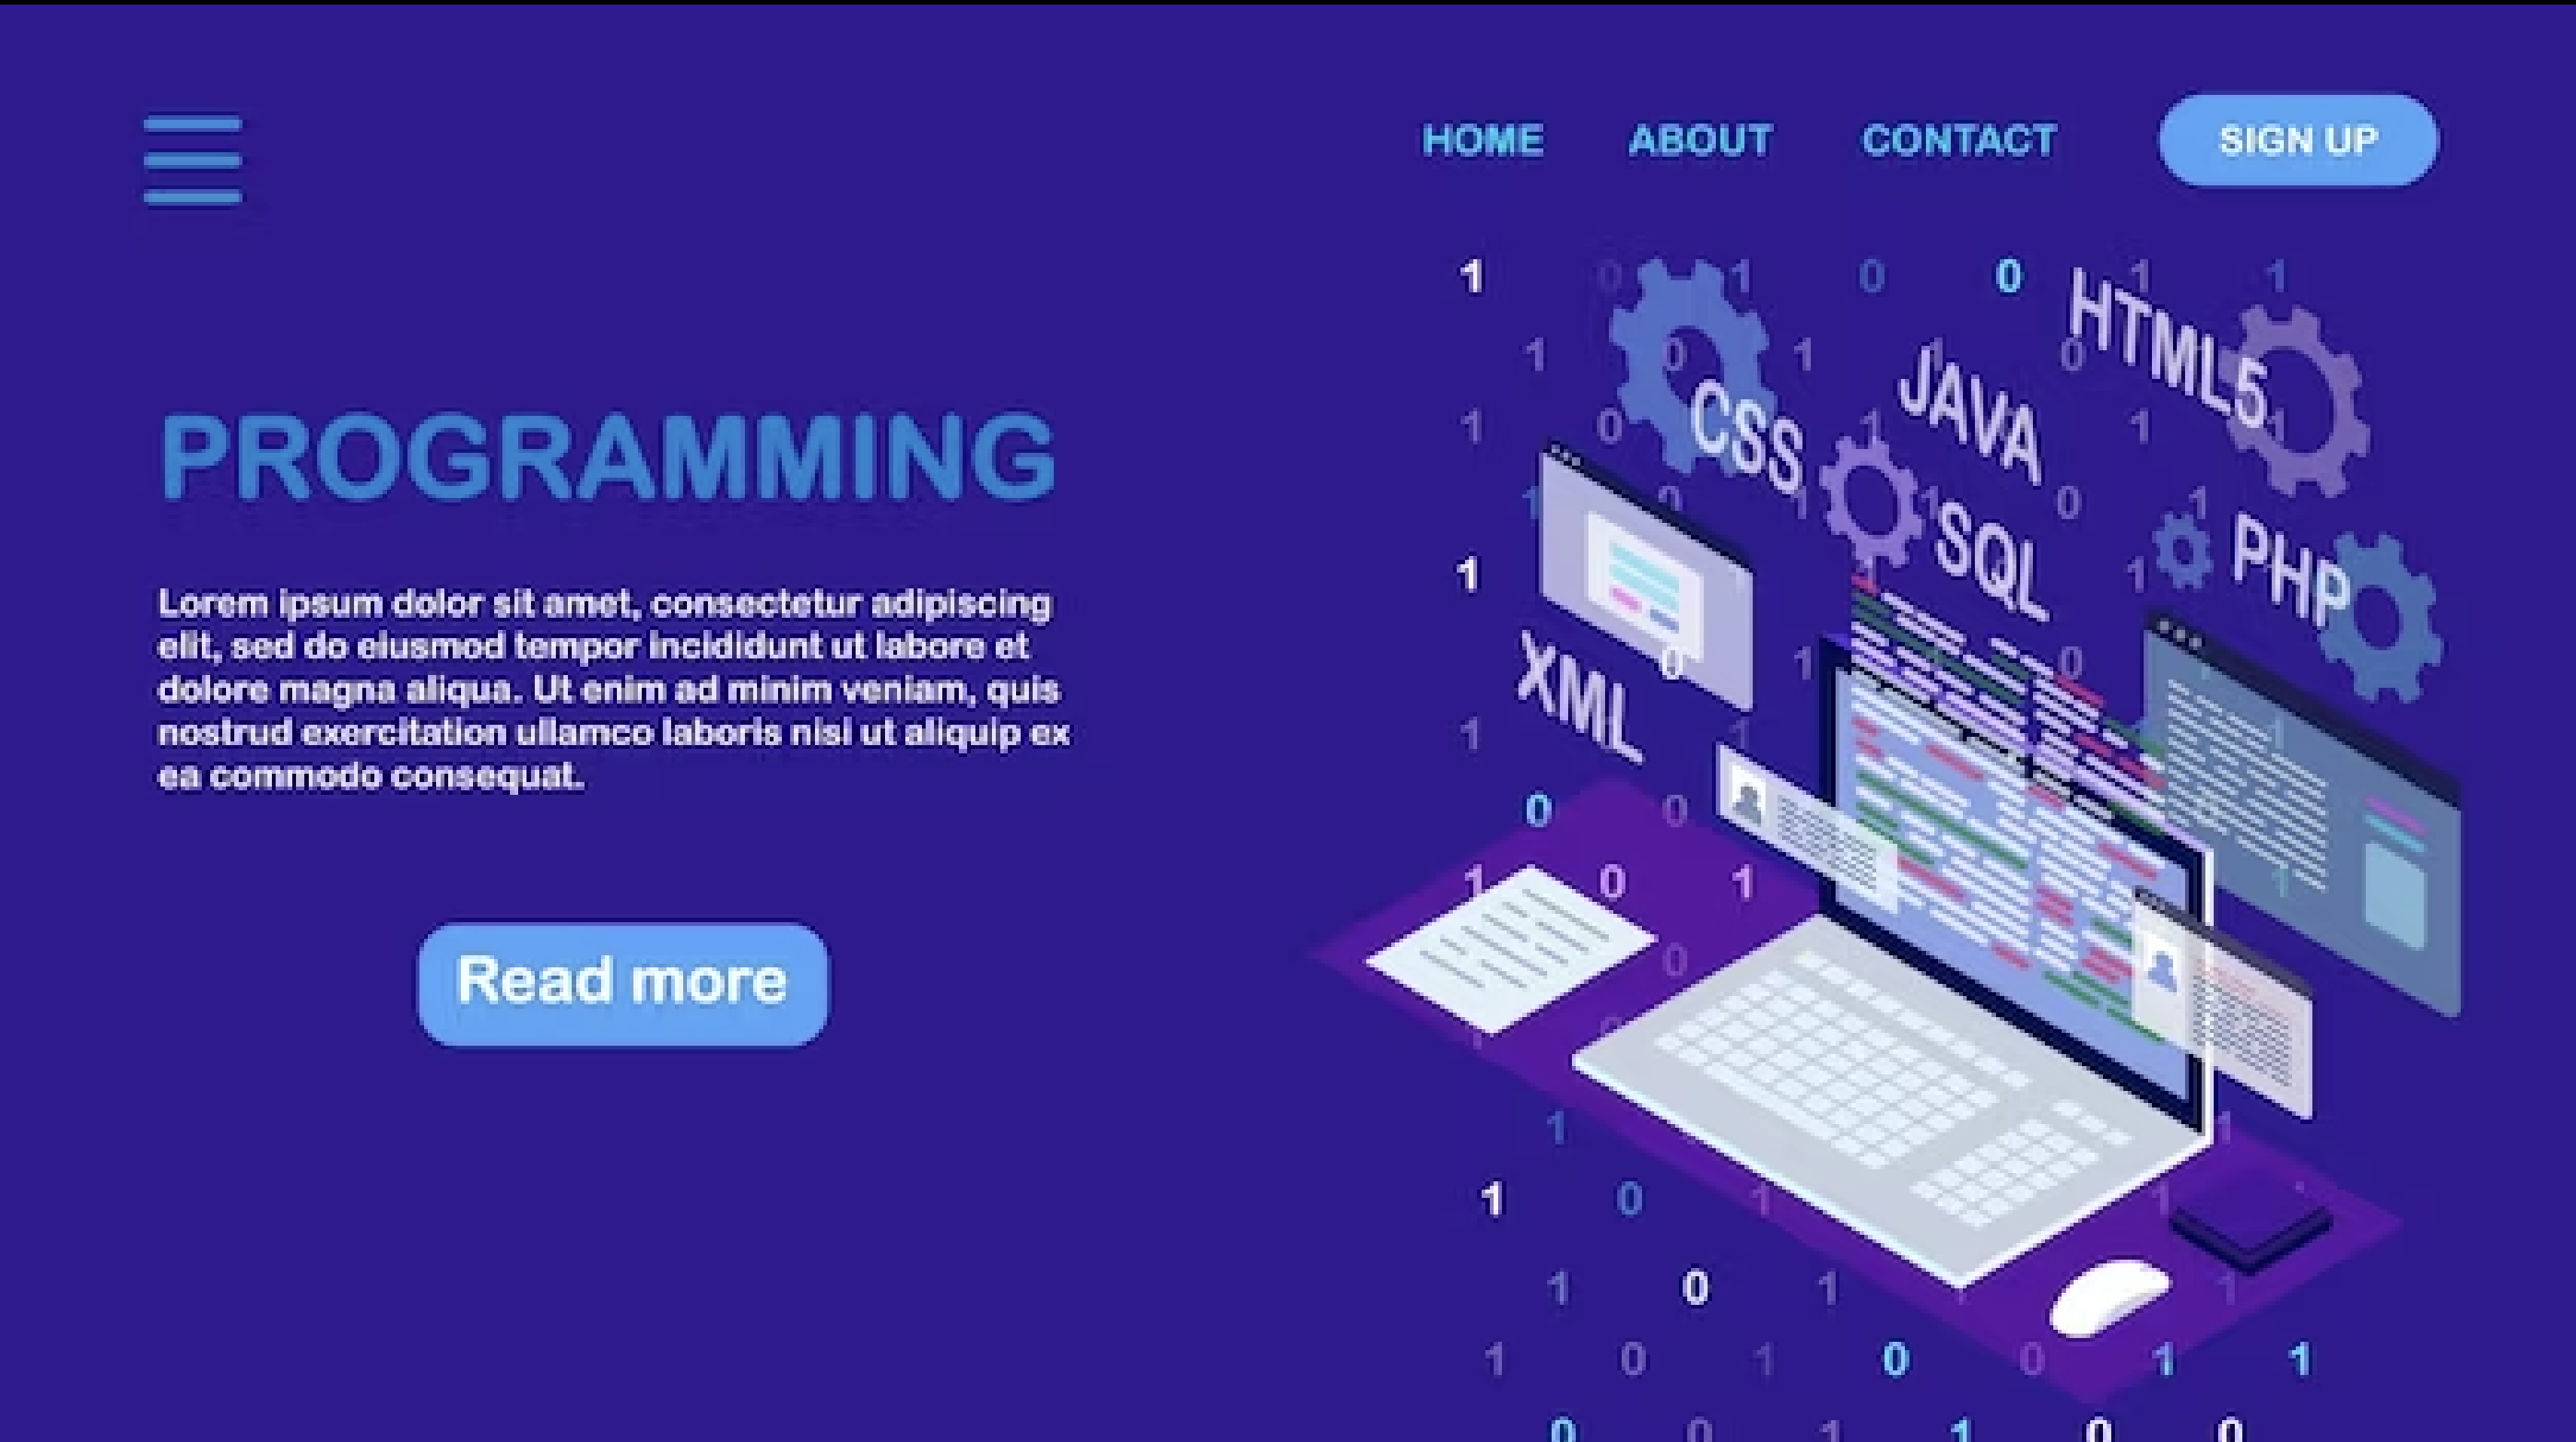 HOME ABOUT CONTACT SIGN UP
PROGRAMMING
Lorem ipsum dolor sit amet, consectetur adipiscing
elit, sed do eiusmod tempor incididunt ut labore et
dolore magna aliqua. Ut enim ad minim veniam, quis
nostrud exercitation ullamco laboris nisi ut aliquip ex
ea commodo consequat.
Read more
HTML5
JAVA
CSS
SQL
PHP
XML